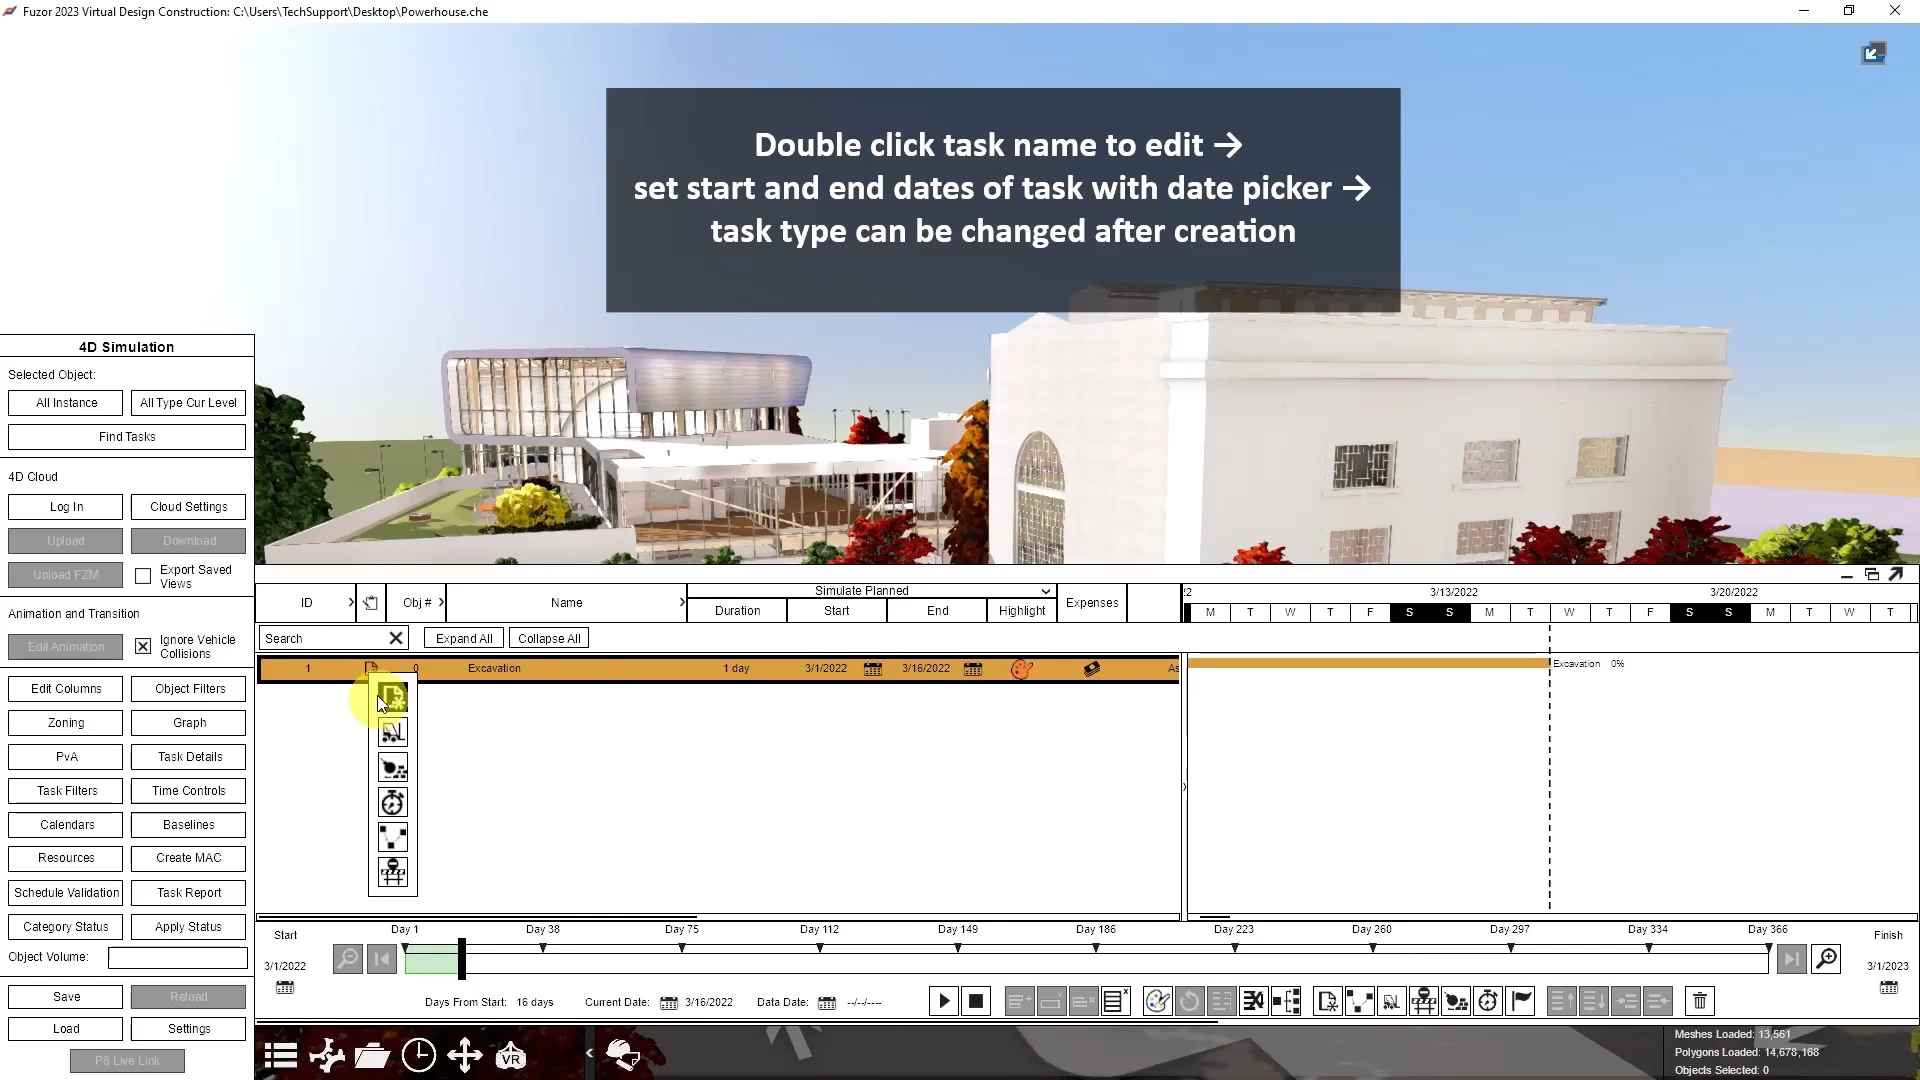 Fuzor 2023 Virtual Design Construction: C:\Users\TechSupport\Desktop\Powerhouse.che
Double click task name to edit →
set start and end dates of task with date picker →
task type can be changed after creation
4D Simulation
Selected Object:
All Instance
All Type Cur Level
Find Tasks
4D Cloud
Log In
Cloud Settings
Upload
Download
Upload FZM
Export Saved
Views
Animation and Transition
Edit Animation
Ignore Vehicle
Collisions
Edit Columns
Object Filters
Zoning
Graph
PvA
Task Details
Task Filters
Time Controls
Calendars
Baselines
Resources
Create MAC
Schedule Validation
Task Report
Category Status
Apply Status
Object Volume:
Save
Reload
Load
Settings
P6 Live Link
ID
Obj #
Name
Simulate Planned
Duration
Start
End
Highlight
Expenses
22
3/13/2022
3/20/2022
M T W T F S S M T W T F S S M T W T
Search
Expand All
Collapse All
1 0 Excavation 1 day 3/1/2022 3/16/2022 As
Excavation 0%
Start
3/1/2022
Day 1 Day 38 Day 75 Day 112 Day 149 Day 186 Day 223 Day 260 Day 297 Day 334 Day 366
Finish
3/1/2023
Days From Start: 16 days
Current Date: 3/16/2022
Data Date: --/--/----
VR
Meshes Loaded: 13,561
Polygons Loaded: 14,678,168
Objects Selected: 0